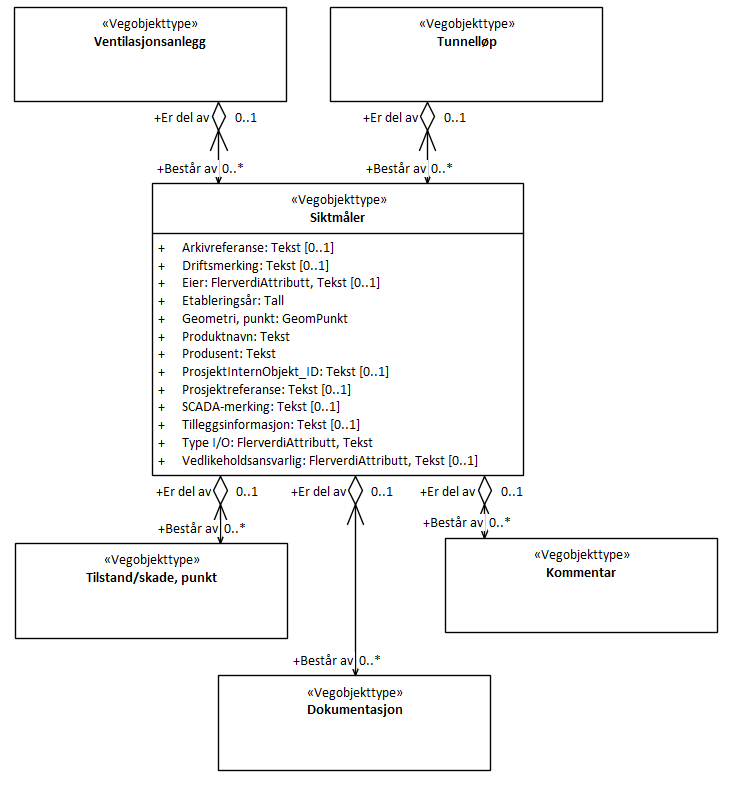 «Vegobjekttype»
Ventilasjonsanlegg
«Vegobjekttype»
Tunnelløp
+Er del av 0..1
+Er del av 0..1
+Består av 0..*
+Består av 0..*
«Vegobjekttype»
Siktmåler
+ Arkivreferanse: Tekst [0..1]
+ Driftsmerking: Tekst [0..1]
+ Eier: FlerverdiAttributt, Tekst [0..1]
+ Etableringsår: Tall
+ Geometri, punkt: GeomPunkt
+ Produktnavn: Tekst
+ Produsent: Tekst
+ ProsjektInternObjekt_ID: Tekst [0..1]
+ Prosjektreferanse: Tekst [0..1]
+ SCADA-merking: Tekst [0..1]
+ Tilleggsinformasjon: Tekst [0..1]
+ Type I/O: FlerverdiAttributt, Tekst
+ Vedlikeholdsansvarlig: FlerverdiAttributt, Tekst [0..1]
+Er del av 0..1
+Er del av 0..1
+Er del av 0..1
+Består av 0..*
+Består av 0..*
«Vegobjekttype»
Tilstand/skade, punkt
«Vegobjekttype»
Kommentar
+Består av 0..*
«Vegobjekttype»
Dokumentasjon